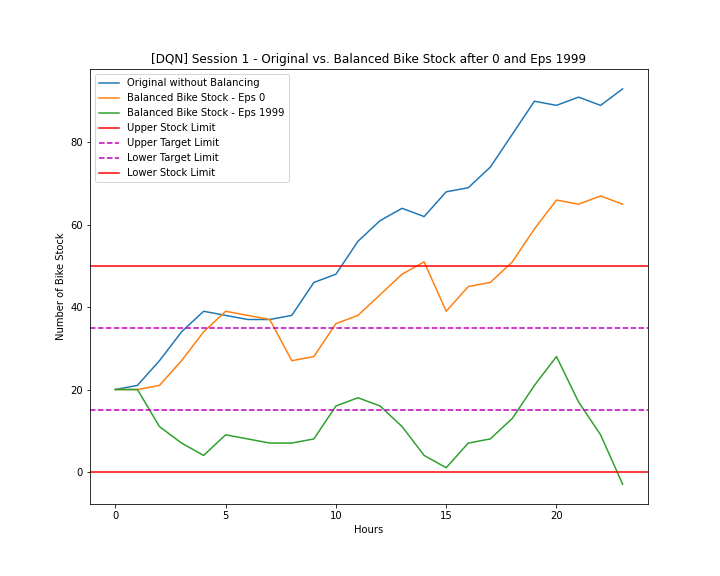 [DQN] Session 1 - Original vs. Balanced Bike Stock after 0 and Eps 1999
Original without Balancing
Balanced Bike Stock - Eps 0
Balanced Bike Stock - Eps 1999
Upper Stock Limit
Upper Target Limit
Lower Target Limit
Lower Stock Limit
Number of Bike Stock
80
60
40
20
0
0 5 10 15 20
Hours